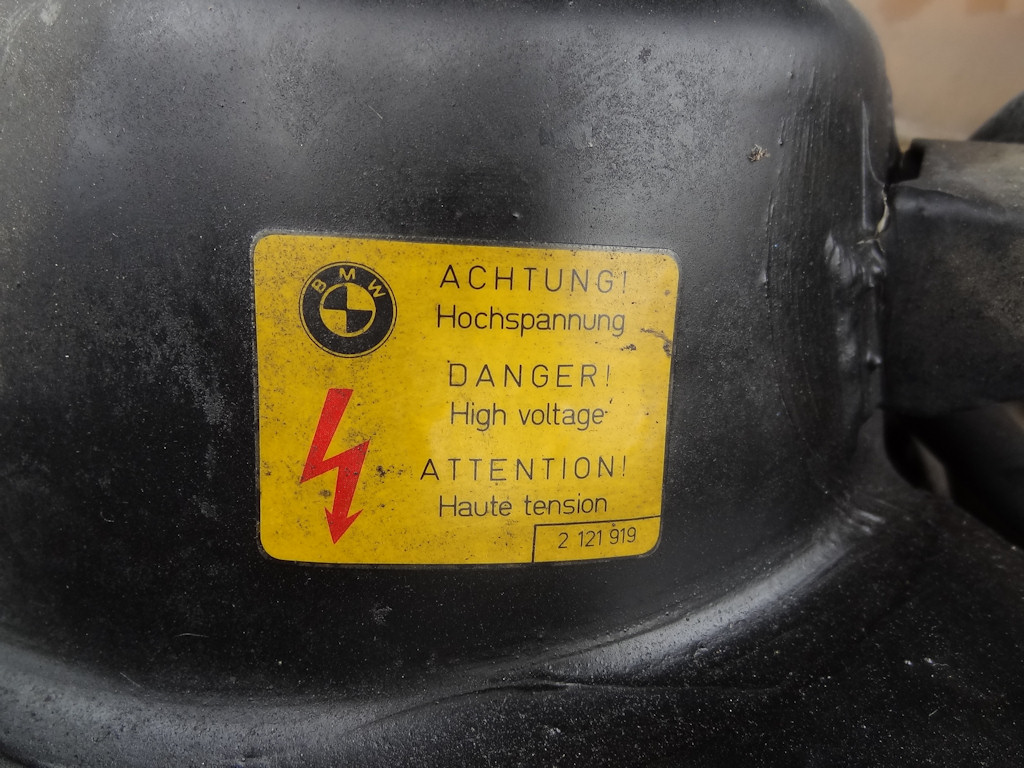 BMW
ACHTUNG!
Hochspannung
DANGER!
High voltage
ATTENTION!
Haute tension
2 121 919